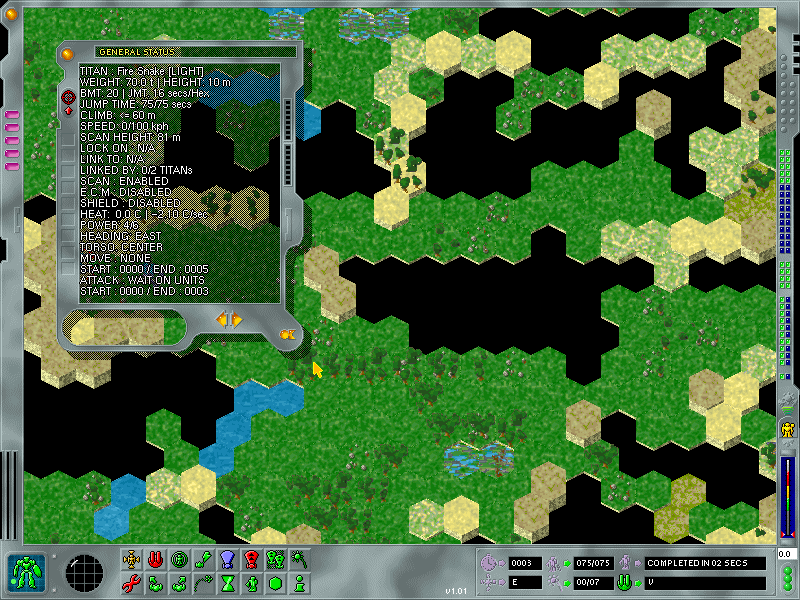 GENERAL STATUS
TITAN : Fire Snake [LIGHT]
WEIGHT: 70.0 t | HEIGHT: 10 m
BMT: 20 | JMT: 16 secs/Hex
JUMP TIME: 75/75 secs
CLIMB: <= 60 m
SPEED: 0/100 kph
SCAN HEIGHT: 81 m
LOCK ON : N/A
LINK TO: N/A
LINKED BY: 0/2 TITANs
SCAN : ENABLED
E.C.M: DISABLED
SHIELD : DISABLED
HEAT: 0.0 C | -2.10 C/sec
POWER: 4/6
HEADING: EAST
TORSO: CENTER
MOVE : NONE
START : 0000 / END : 0005
ATTACK : WAIT ON UNITS
START : 0000 / END : 0003
OK
0.0
V1.01
0003 075/075 COMPLETED IN 02 SECS
E 00/07 V